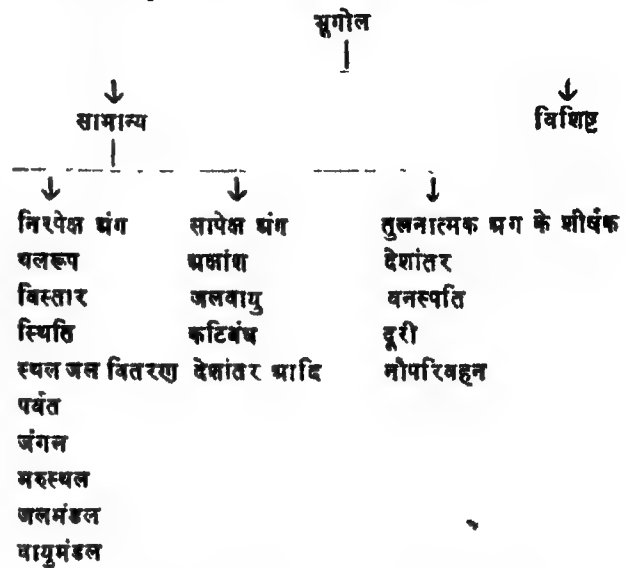 भूगोल
सामान्य विशिष्ट
निरपेक्ष अंग सापेक्ष अंग तुलनात्मक अग के शीर्षक
थलरूप अक्षांश देशांतर
विस्तार जलवायु वनस्पति
स्थिति कटिबंध दूरी
स्थल जल वितरण देशांतर आदि नौपरिवहन
पर्वत
जंगल
मरुस्थल
जलमंडल
वायुमंडल